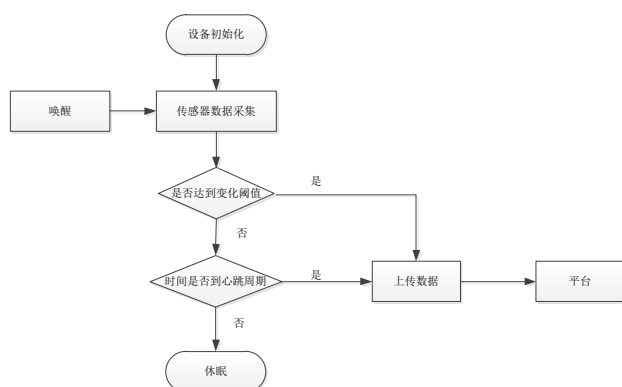 设备初始化
唤醒
传感器数据采集
是否达到变化阈值
是
否
时间是否到心跳周期
是
上传数据
平台
否
休眠